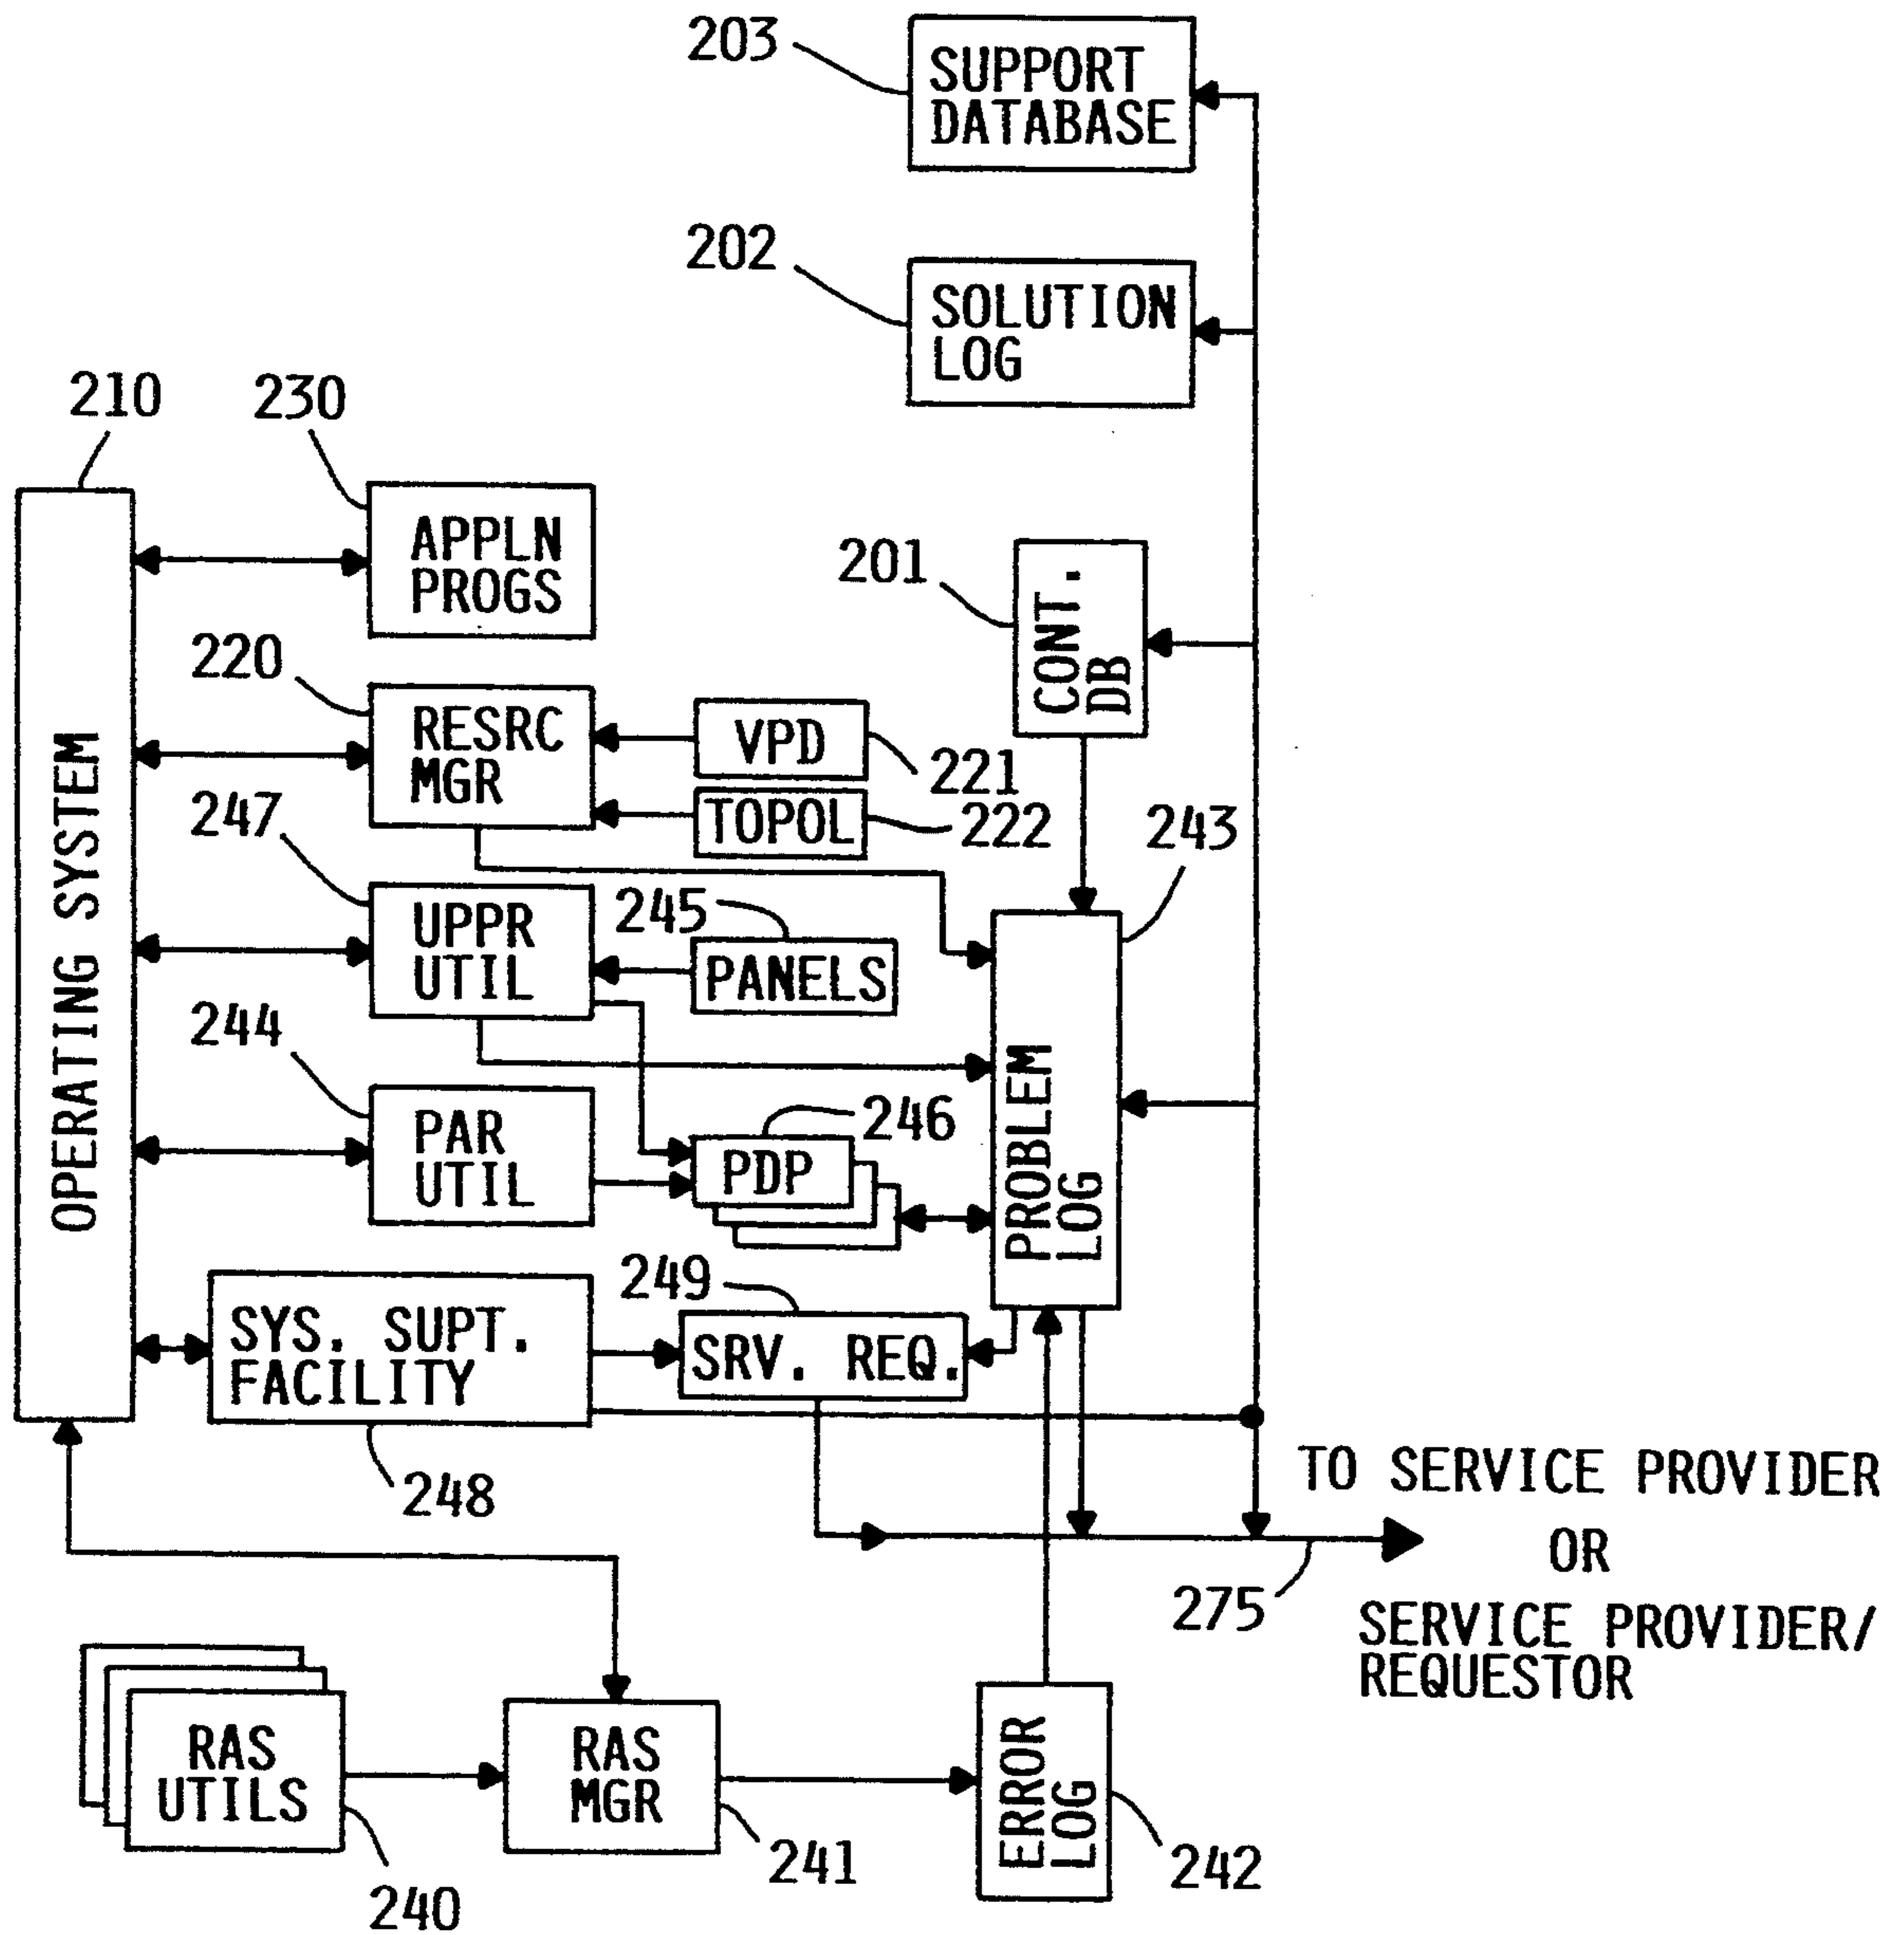 203
SUPPORT
DATABASE
202
SOLUTION
LOG
210
230
OPERATING SYSTEM
APPLN
PROGS
201
CONT.
DB
220
RESRC
MGR
VPD
221
TOPOL
222
247
UPPR
UTIL
245
PANELS
243
PROBLEM
LOG
244
PAR
UTIL
246
PDP
249
SYS. SUPT.
FACILITY
SRV. REQ.
248
TO SERVICE PROVIDER
OR
SERVICE PROVIDER/
REQUESTOR
275
RAS
UTILS
240
RAS
MGR
241
ERROR
LOG
242